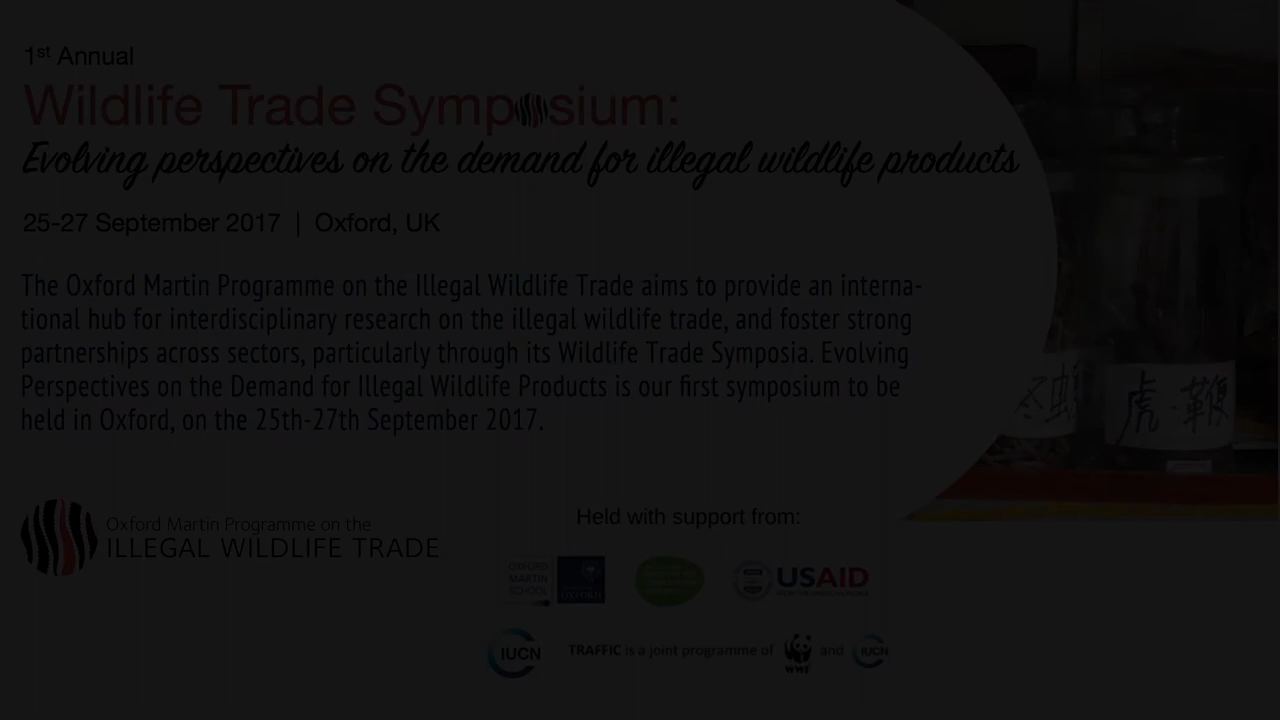 1st Annual
Wildlife Trade Symposium:
Evolving perspectives on the demand for illegal wildlife products
25-27 September 2017 | Oxford, UK
The Oxford Martin Programme on the Illegal Wildlife Trade aims to provide an interna-
tional hub for interdisciplinary research on the illegal wildlife trade, and foster strong
partnerships across sectors, particularly through its Wildlife Trade Symposia. Evolving
Perspectives on the Demand for Illegal Wildlife Products is our first symposium to be
held in Oxford, on the 25th-27th September 2017.
冬虫
虎鞭
Oxford Martin Programme on the
ILLEGAL WILDLIFE TRADE
Held with support from:
OXFORD
MARTIN
SCHOOL
OXFORD
USAID
IUCN
TRAFFIC is a joint programme of
WWF
and
IUCN